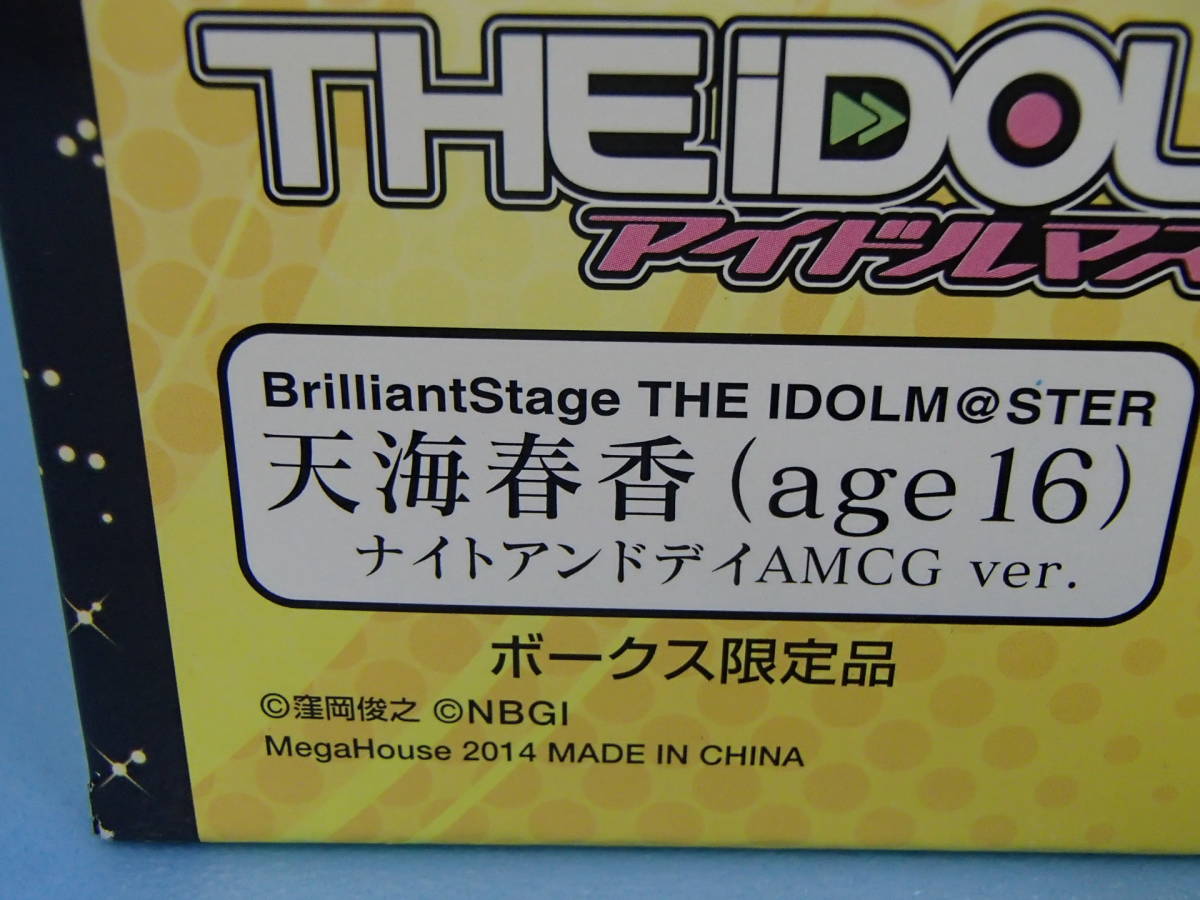 THE iDOL
アイドルマス
BrilliantStage THE IDOLM@STER
天海春香(age16)
ナイトアンドデイAMCG ver.
ボークス限定品
©窪岡俊之 ©NBGI
MegaHouse 2014 MADE IN CHINA